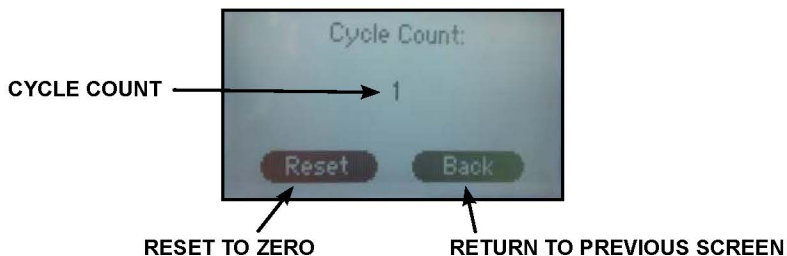 Cycle Count:
CYCLE COUNT
1
Reset
Back
RESET TO ZERO
RETURN TO PREVIOUS SCREEN